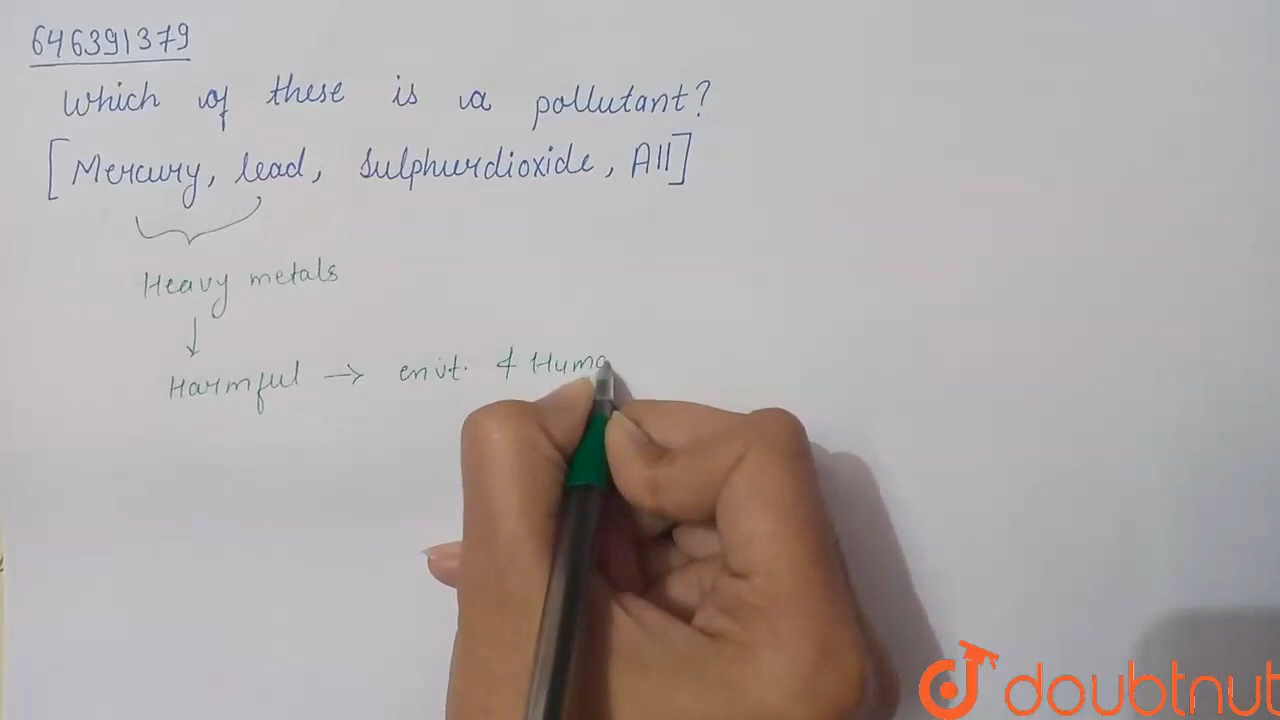 646391379
Which of these is a pollutant?
[Mercury, lead, Sulphurdioxide, All]
Heavy metals
↓
Harmful → envt. & Huma
doubtnut